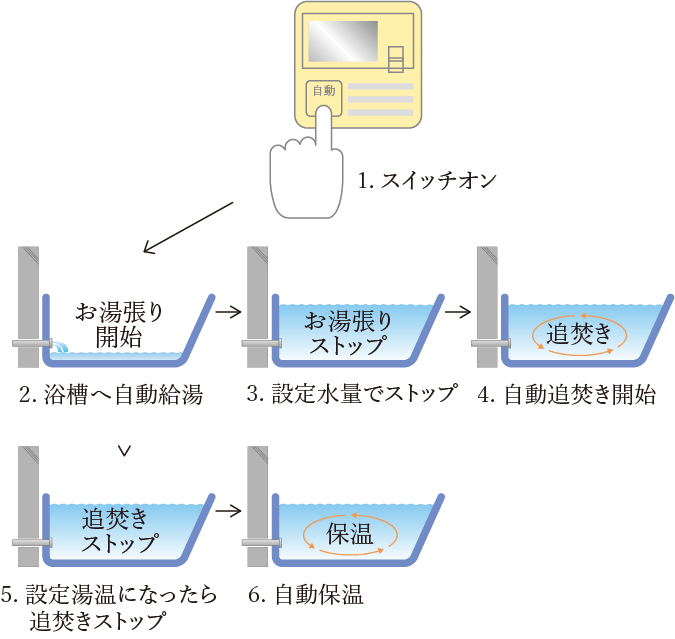 自動
1. スイッチオン
お湯張り
開始
2. 浴槽へ自動給湯
お湯張り
ストップ
3. 設定水量でストップ
追焚き
4. 自動追焚き開始
追焚き
ストップ
5. 設定湯温になったら
追焚きストップ
保温
6. 自動保温